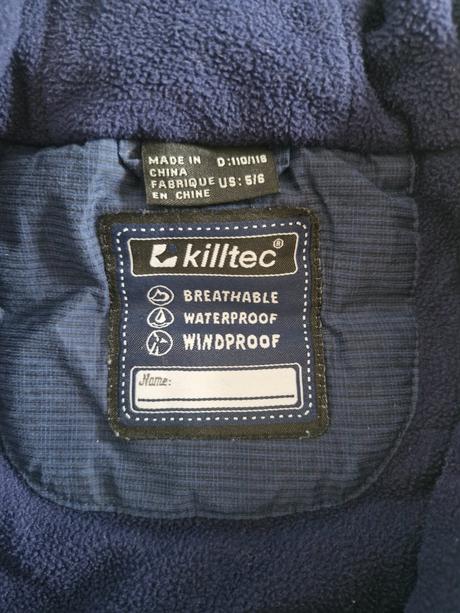 MADE IN D:110/116
CHINA
FABRIQUE US: 5/6
EN CHINE
killtec®
BREATHABLE
WATERPROOF
WINDPROOF
Name: